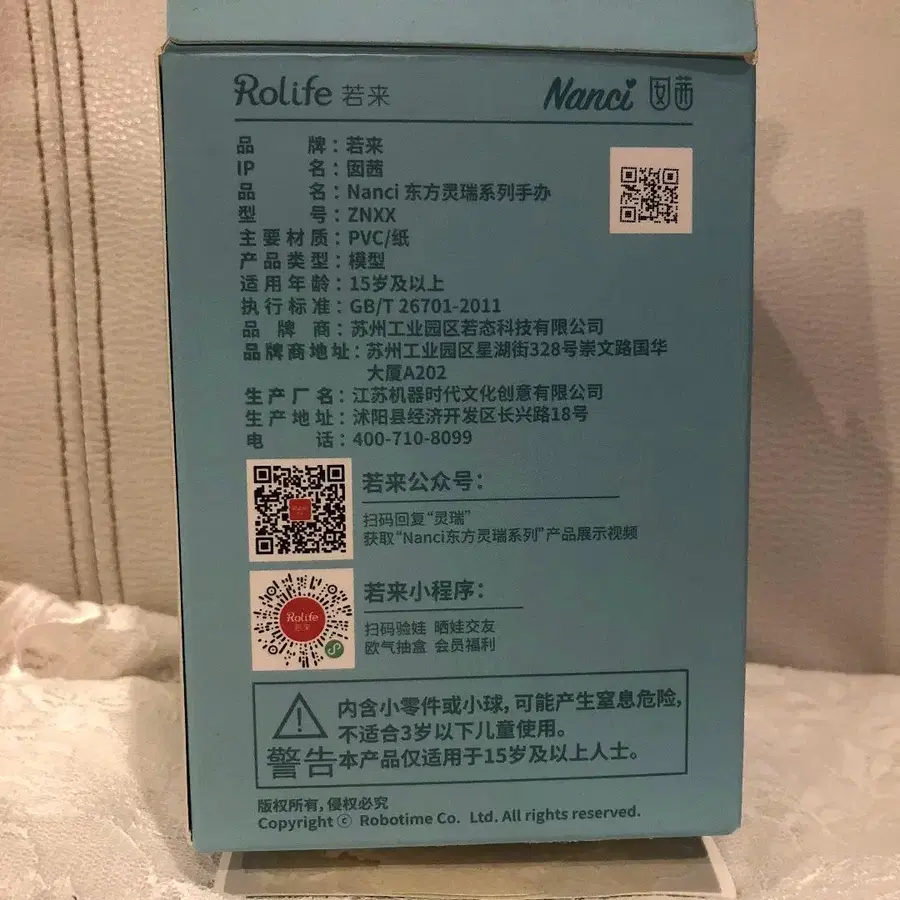 Rolife 若来
Nanci 囡茜
品牌：若来
IP名：囡茜
品名：Nanci 东方灵瑞系列手办
型号：ZNXX
主要材质：PVC/纸
产品类型：模型
适用年龄：15岁及以上
执行标准：GB/T 26701-2011
品牌商：苏州工业园区若态科技有限公司
品牌商地址：苏州工业园区星湖街328号崇文路国华
大厦A202
生产厂名：江苏机器时代文化创意有限公司
生产地址：沭阳县经济开发区长兴路18号
电话：400-710-8099
若来公众号：
扫码回复“灵瑞”
获取“Nanci东方灵瑞系列”产品展示视频
Rolife
若来
若来小程序：
扫码验娃 晒娃交友
欧气抽盒 会员福利
内含小零件或小球，可能产生窒息危险，
不适合3岁以下儿童使用。
警告 本产品仅适用于15岁及以上人士。
版权所有，侵权必究
Copyright © Robotime Co. Ltd. All rights reserved.